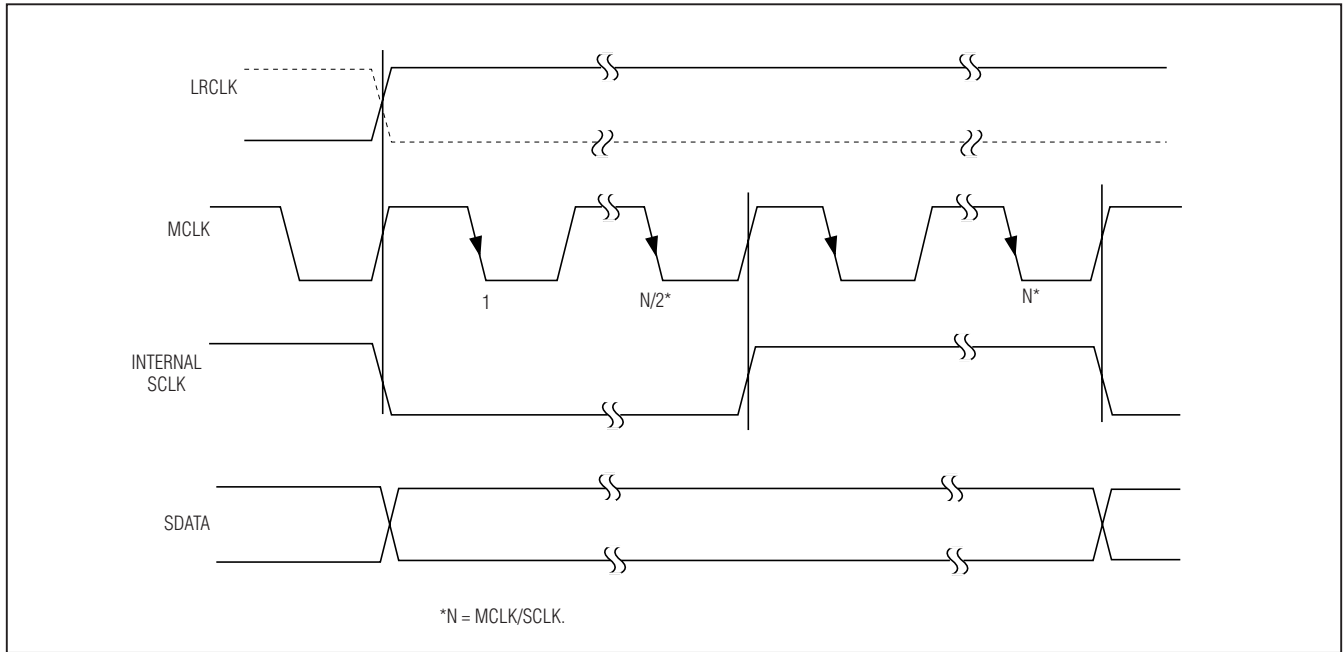 LRCLK
MCLK
1
N/2*
N*
INTERNAL
SCLK
SDATA
*N = MCLK/SCLK.